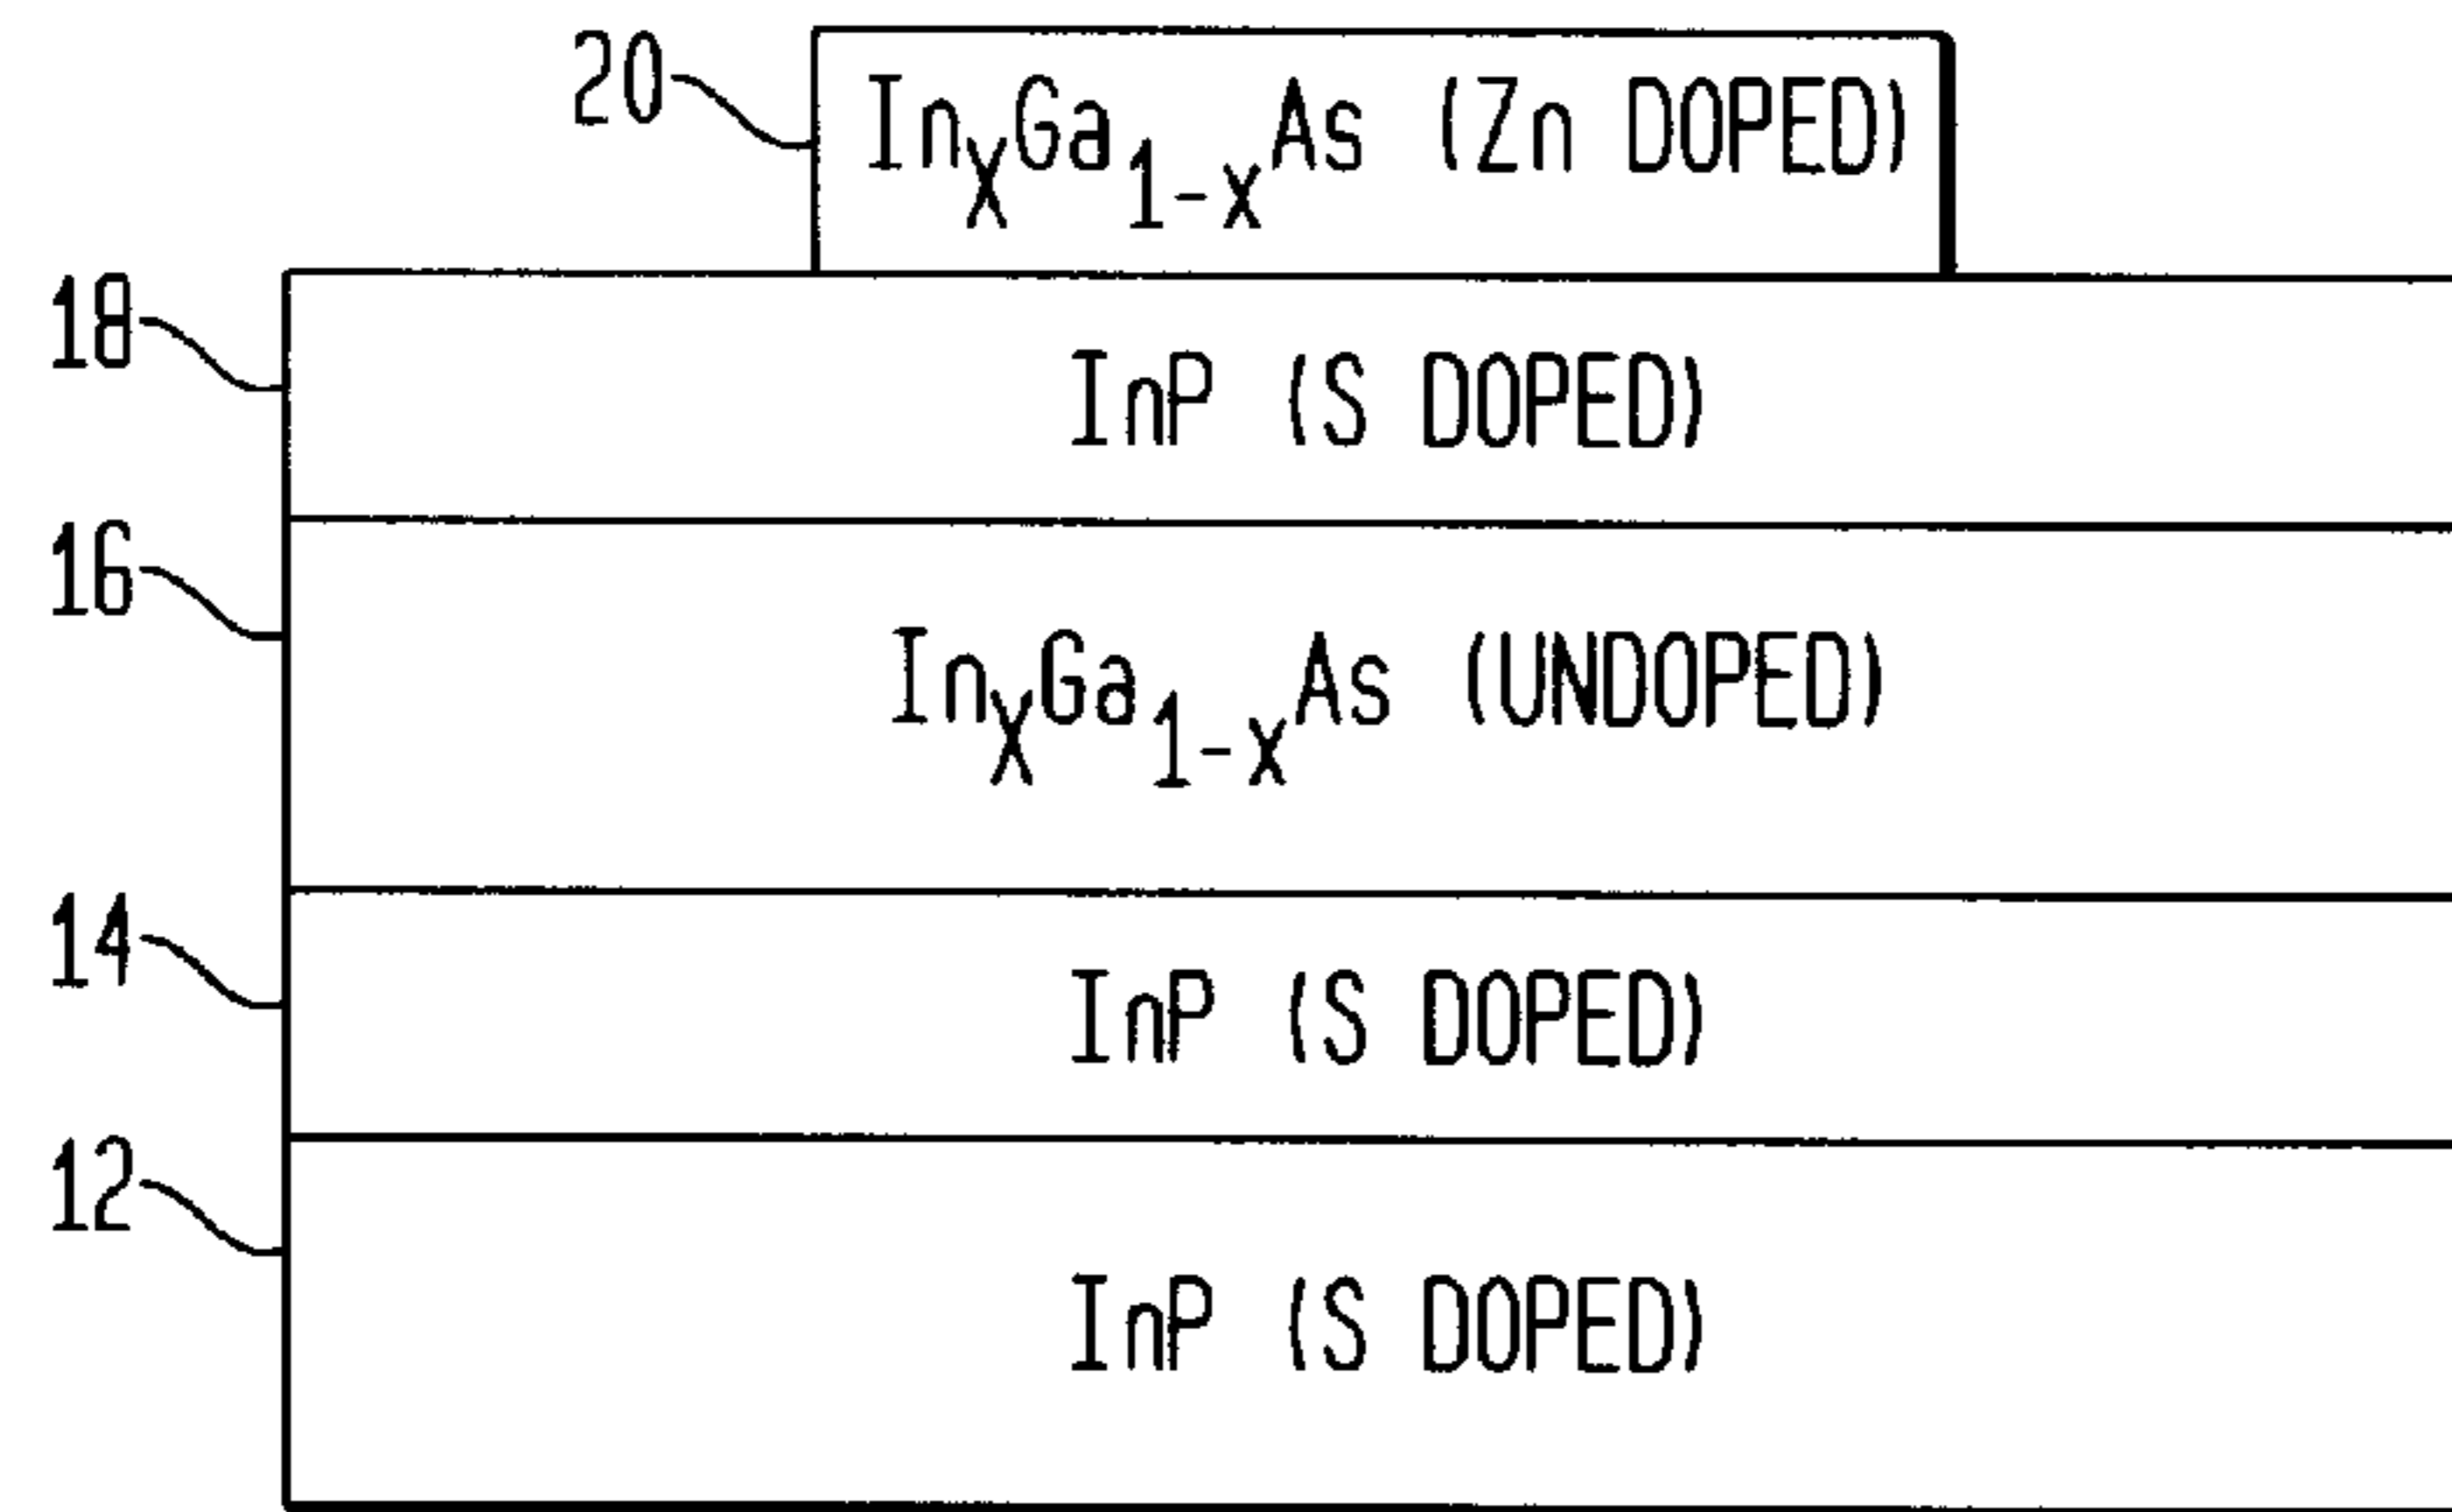 20 InₓGa₁₋ₓAs (Zn DOPED)
18
InP (S DOPED)
16
InₓGa₁₋ₓAs (UNDOPED)
14
InP (S DOPED)
12
InP (S DOPED)